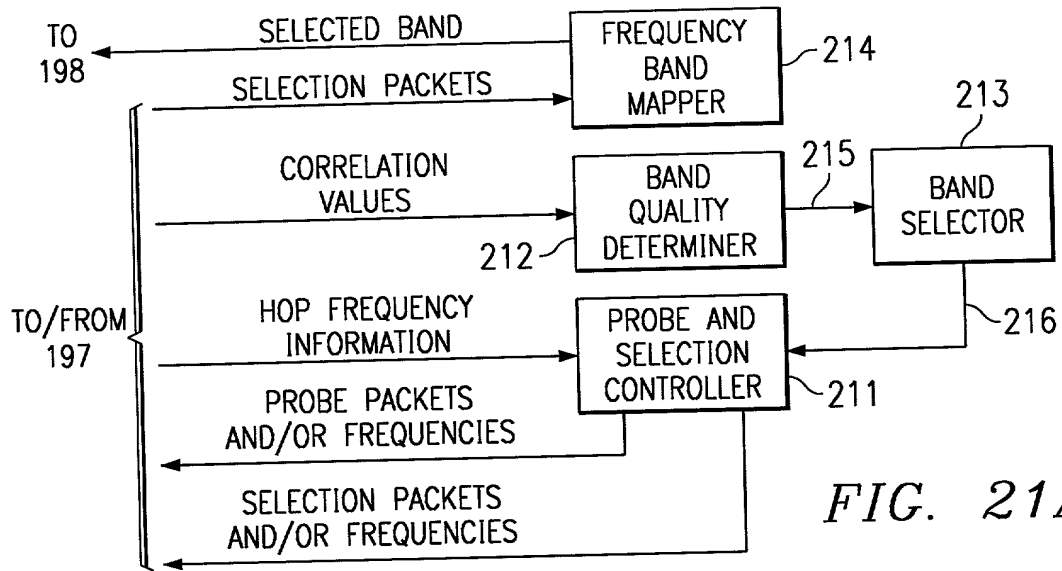 TO
198
SELECTED BAND
SELECTION PACKETS
FREQUENCY
BAND
MAPPER
214
CORRELATION
VALUES
BAND
QUALITY
DETERMINER
212
215
213
BAND
SELECTOR
216
TO/FROM
197
HOP FREQUENCY
INFORMATION
PROBE AND
SELECTION
CONTROLLER
211
PROBE PACKETS
AND/OR FREQUENCIES
SELECTION PACKETS
AND/OR FREQUENCIES
FIG. 21A